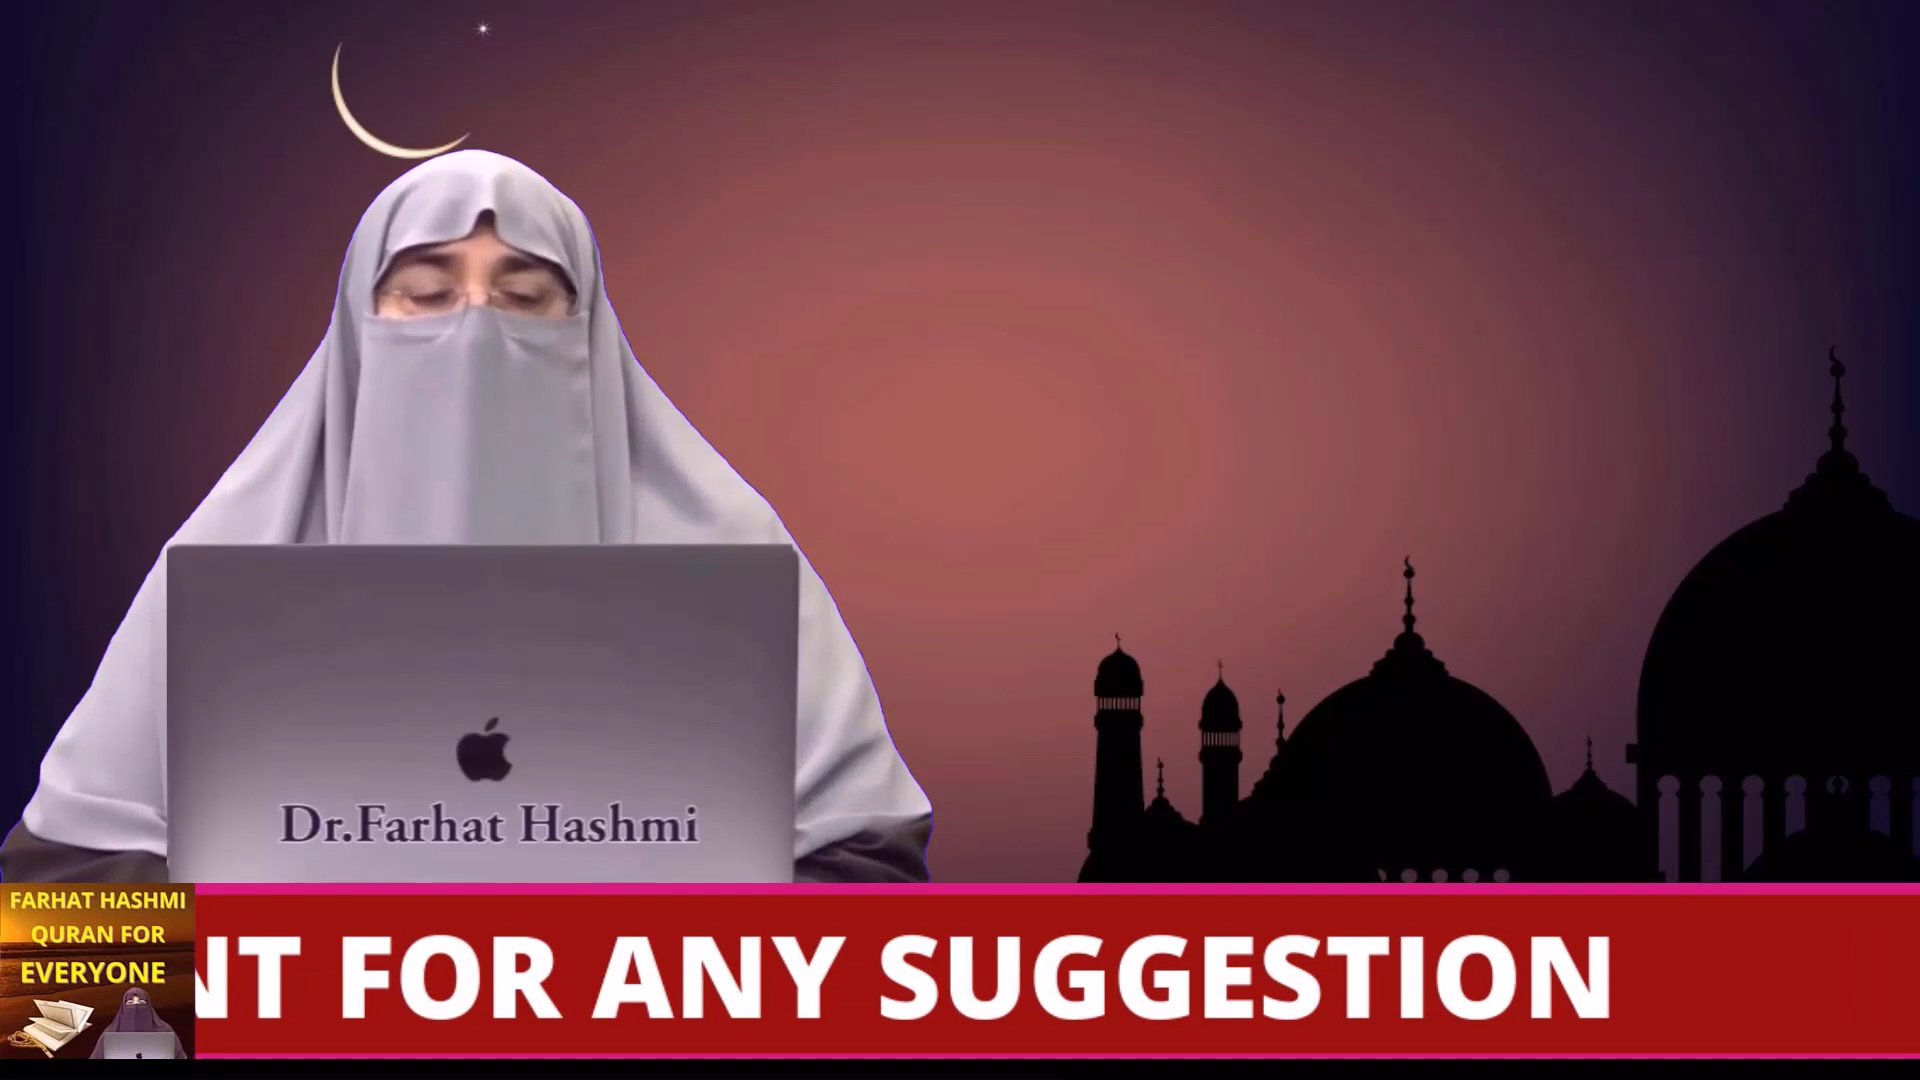 Dr.Farhat Hashmi
FARHAT HASHMI
QURAN FOR
EVERYONE
NT FOR ANY SUGGESTION